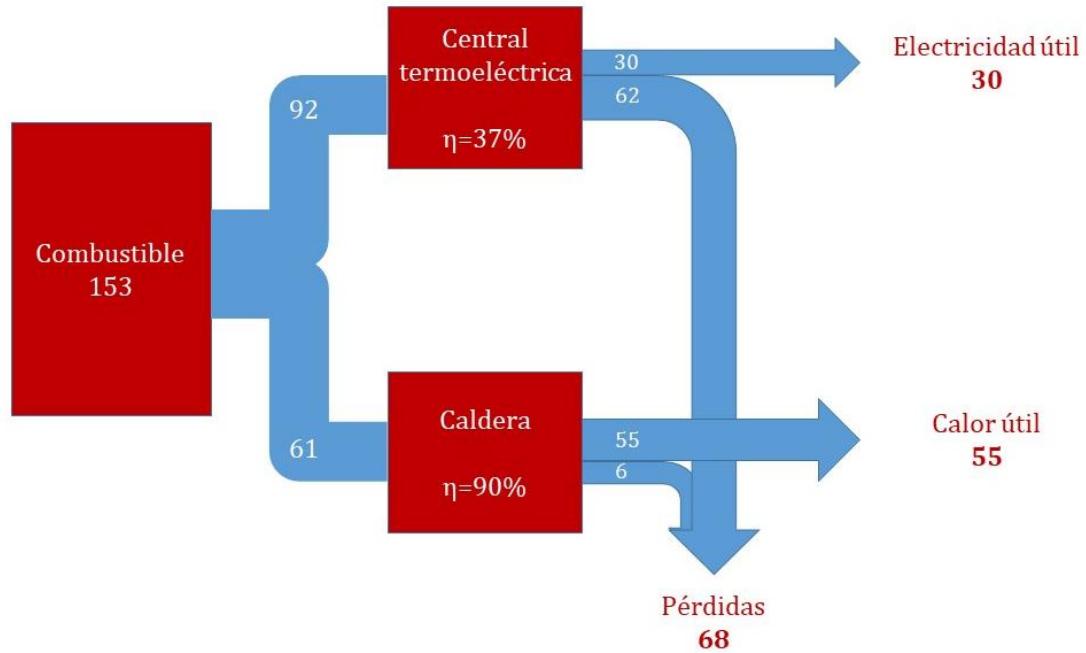 Combustible
153
92
Central
termoeléctrica
η=37%
30
62
Electricidad útil
30
61
Caldera
η=90%
55
6
Calor útil
55
Pérdidas
68